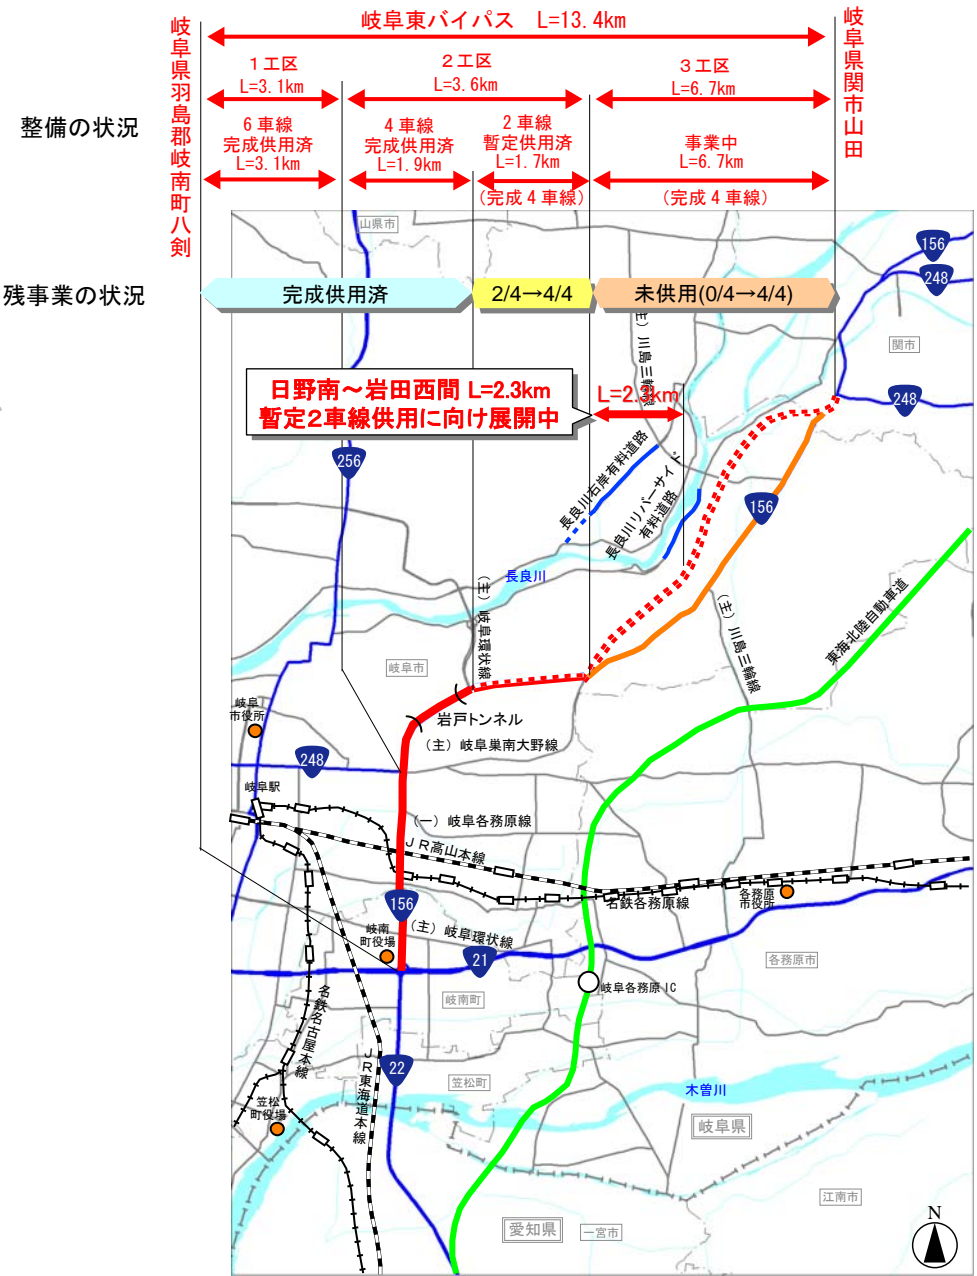 岐阜東バイパス L=13.4km
岐阜県羽島郡岐南町八剣
岐阜県関市山田
1工区
L=3.1km
2工区
L=3.6km
3工区
L=6.7km
整備の状況
6車線
完成供用済
L=3.1km
4車線
完成供用済
L=1.9km
2車線
暫定供用済
L=1.7km
(完成4車線)
事業中
L=6.7km
(完成4車線)
山県市
156
248
残事業の状況
完成供用済
2/4→4/4
未供用(0/4→4/4)
(主)川島三輪線
関市
日野南～岩田西間 L=2.3km
暫定2車線供用に向け展開中
L=2.3km
248
256
長良川右岸有料道路
長良川リバーサイド
有料道路
156
長良川
(主)岐阜環状線
(主)川島三輪線
東海北陸自動車道
岐阜市
岐阜
市役所
岩戸トンネル
(主)岐阜巣南大野線
248
岐阜駅
(一)岐阜各務原線
JR高山本線
名鉄各務原線
各務原
市役所
156
岐南
町役場
(主)岐阜環状線
21
各務原市
岐阜各務原IC
岐南町
名鉄名古屋本線
JR東海道本線
22
笠松町
木曽川
笠松
町役場
岐阜県
江南市
愛知県
一宮市
N